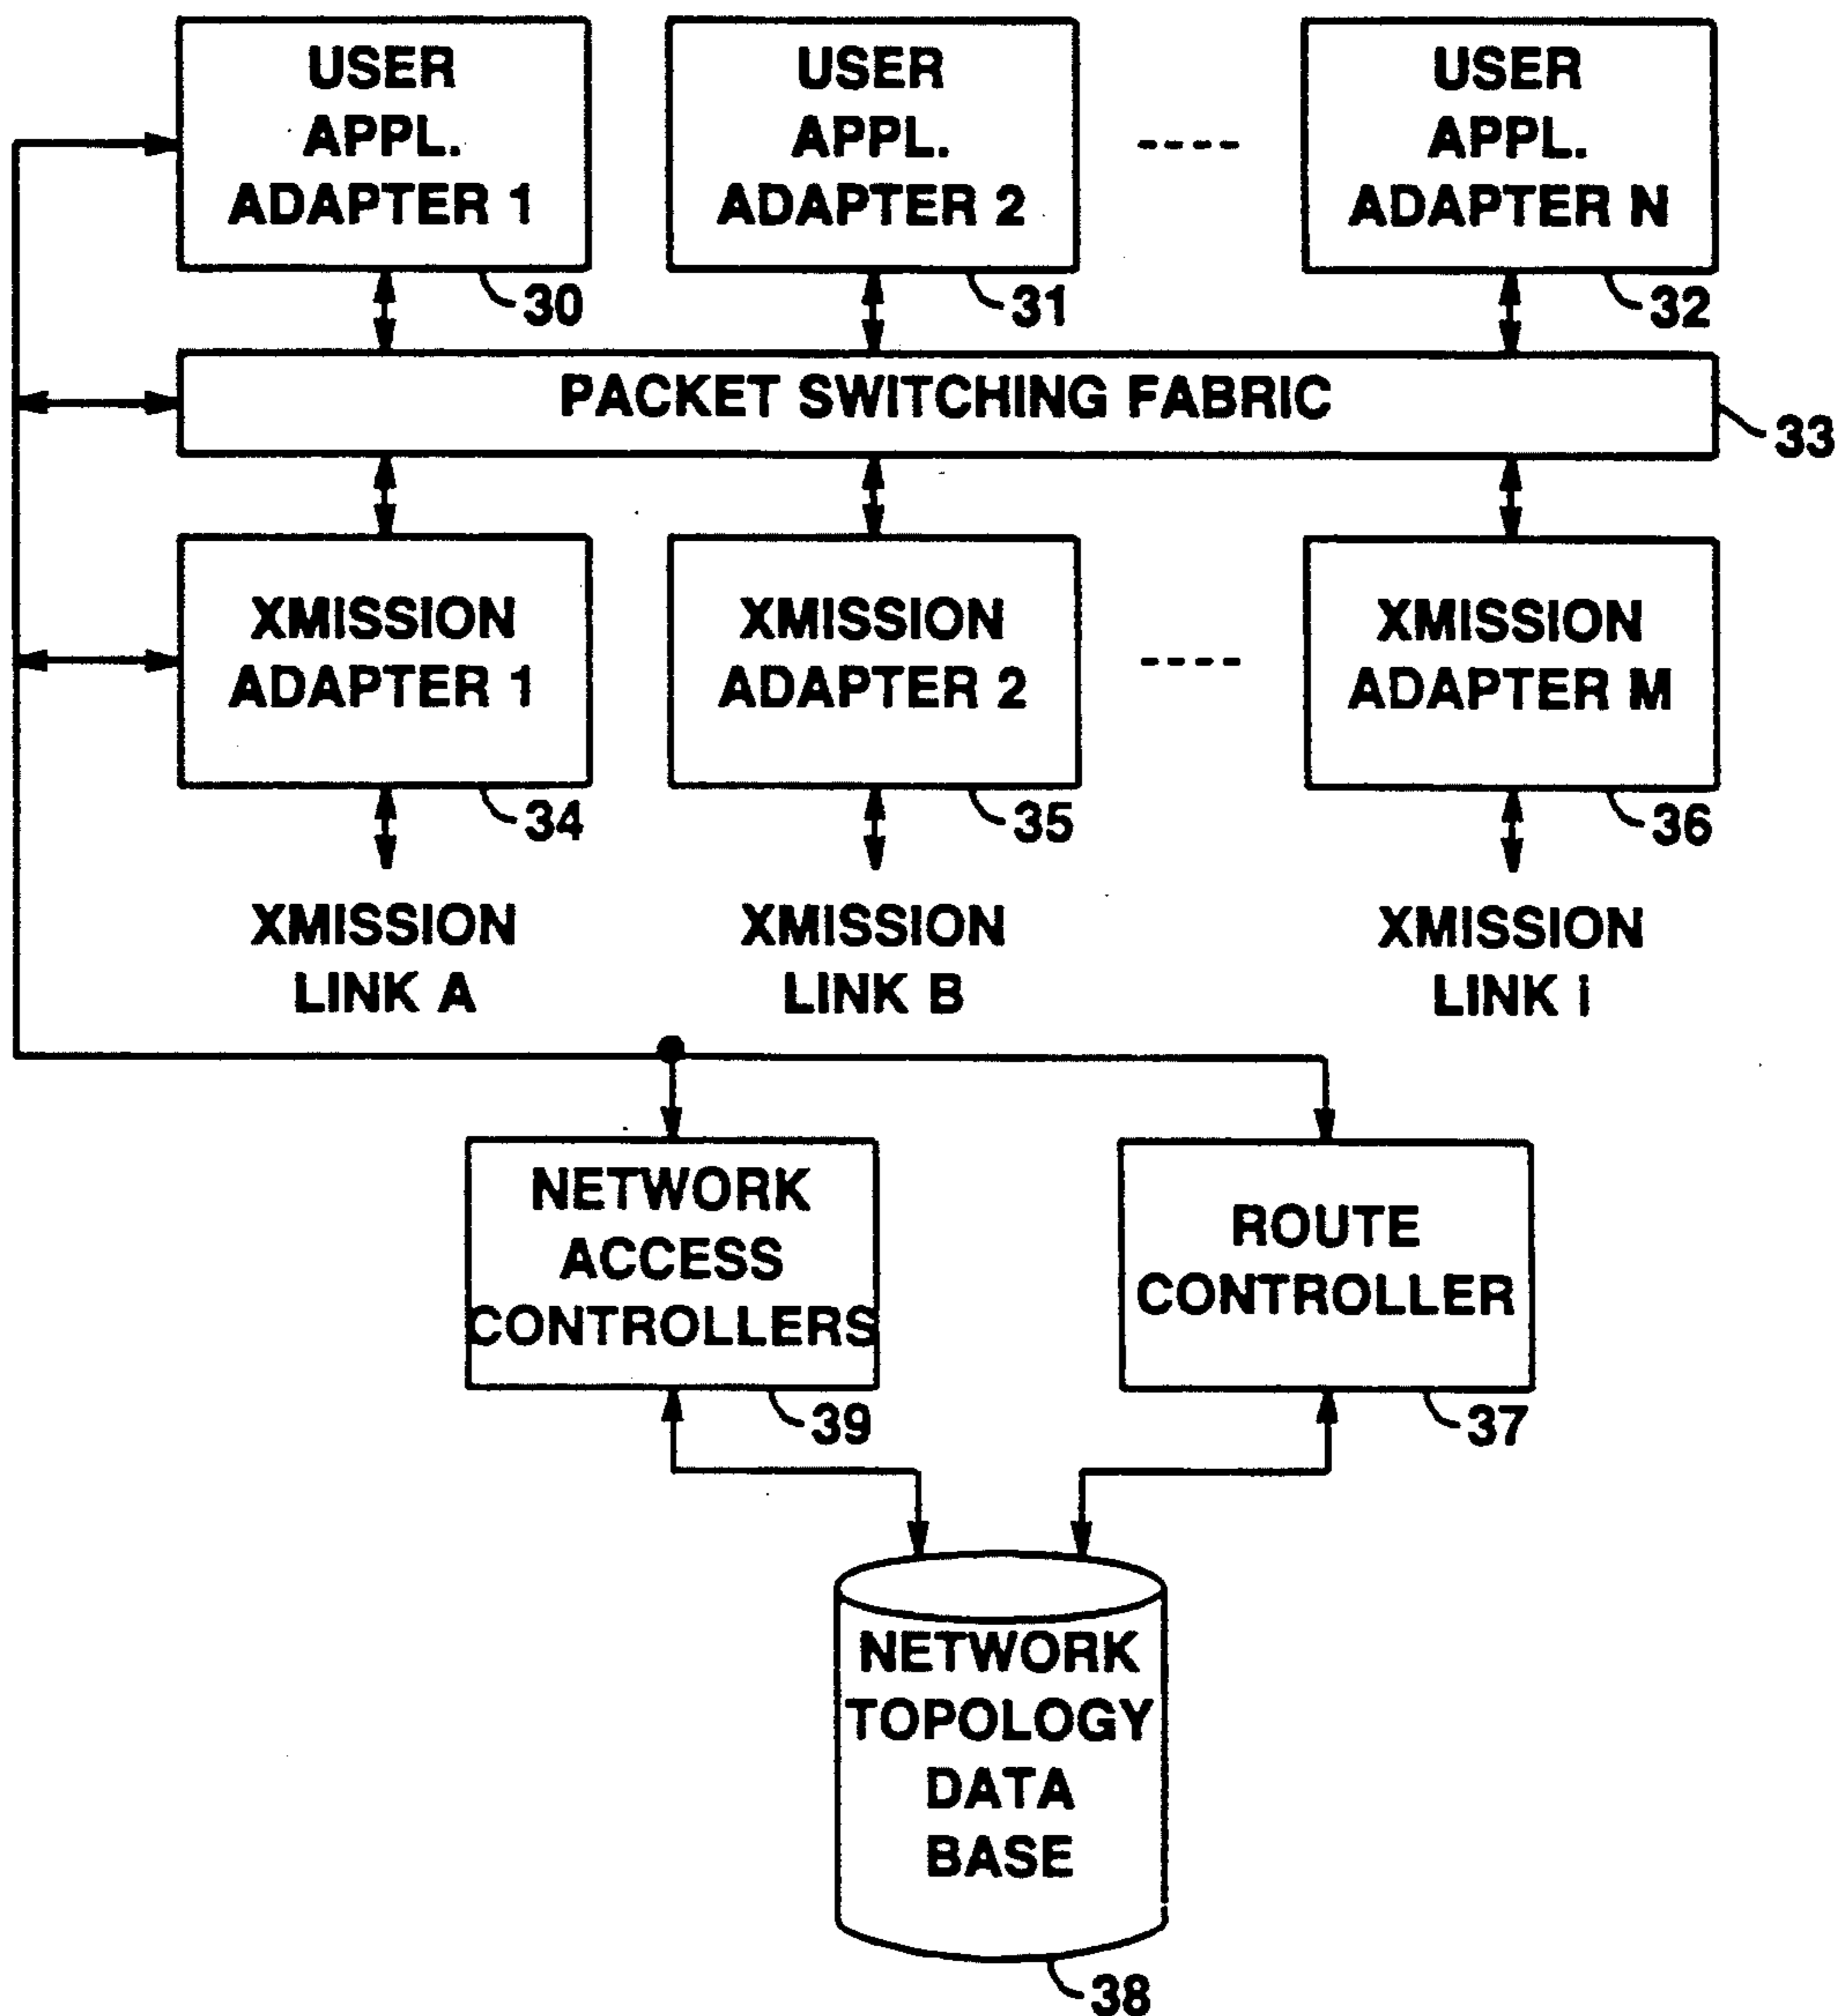 USER
APPL.
ADAPTER 1
USER
APPL.
ADAPTER 2
USER
APPL.
ADAPTER N
30
31
32
PACKET SWITCHING FABRIC
33
XMISSION
ADAPTER 1
XMISSION
ADAPTER 2
XMISSION
ADAPTER M
34
35
36
XMISSION
LINK A
XMISSION
LINK B
XMISSION
LINK i
NETWORK
ACCESS
CONTROLLERS
ROUTE
CONTROLLER
39
37
NETWORK
TOPOLOGY
DATA
BASE
38